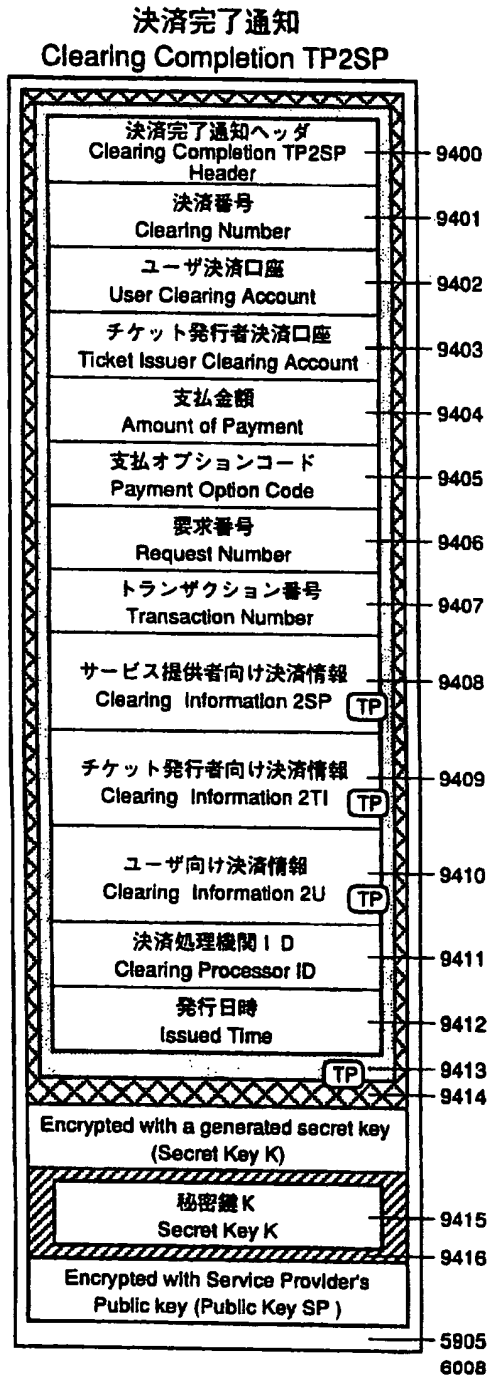 決済完了通知
Clearing Completion TP2SP
決済完了通知ヘッダ
Clearing Completion TP2SP
Header
9400
決済番号
Clearing Number
9401
ユーザ決済口座
User Clearing Account
9402
チケット発行者決済口座
Ticket Issuer Clearing Account
9403
支払金額
Amount of Payment
9404
支払オプションコード
Payment Option Code
9405
要求番号
Request Number
9406
トランザクション番号
Transaction Number
9407
サービス提供者向け決済情報
Clearing Information 2SP
TP
9408
チケット発行者向け決済情報
Clearing Information 2TI
TP
9409
ユーザ向け決済情報
Clearing Information 2U
TP
9410
決済処理機関ID
Clearing Processor ID
9411
発行日時
Issued Time
9412
TP
9413
9414
Encrypted with a generated secret key
(Secret Key K)
秘密鍵K
Secret Key K
9415
9416
Encrypted with Service Provider's
Public key (Public Key SP )
5905
6008